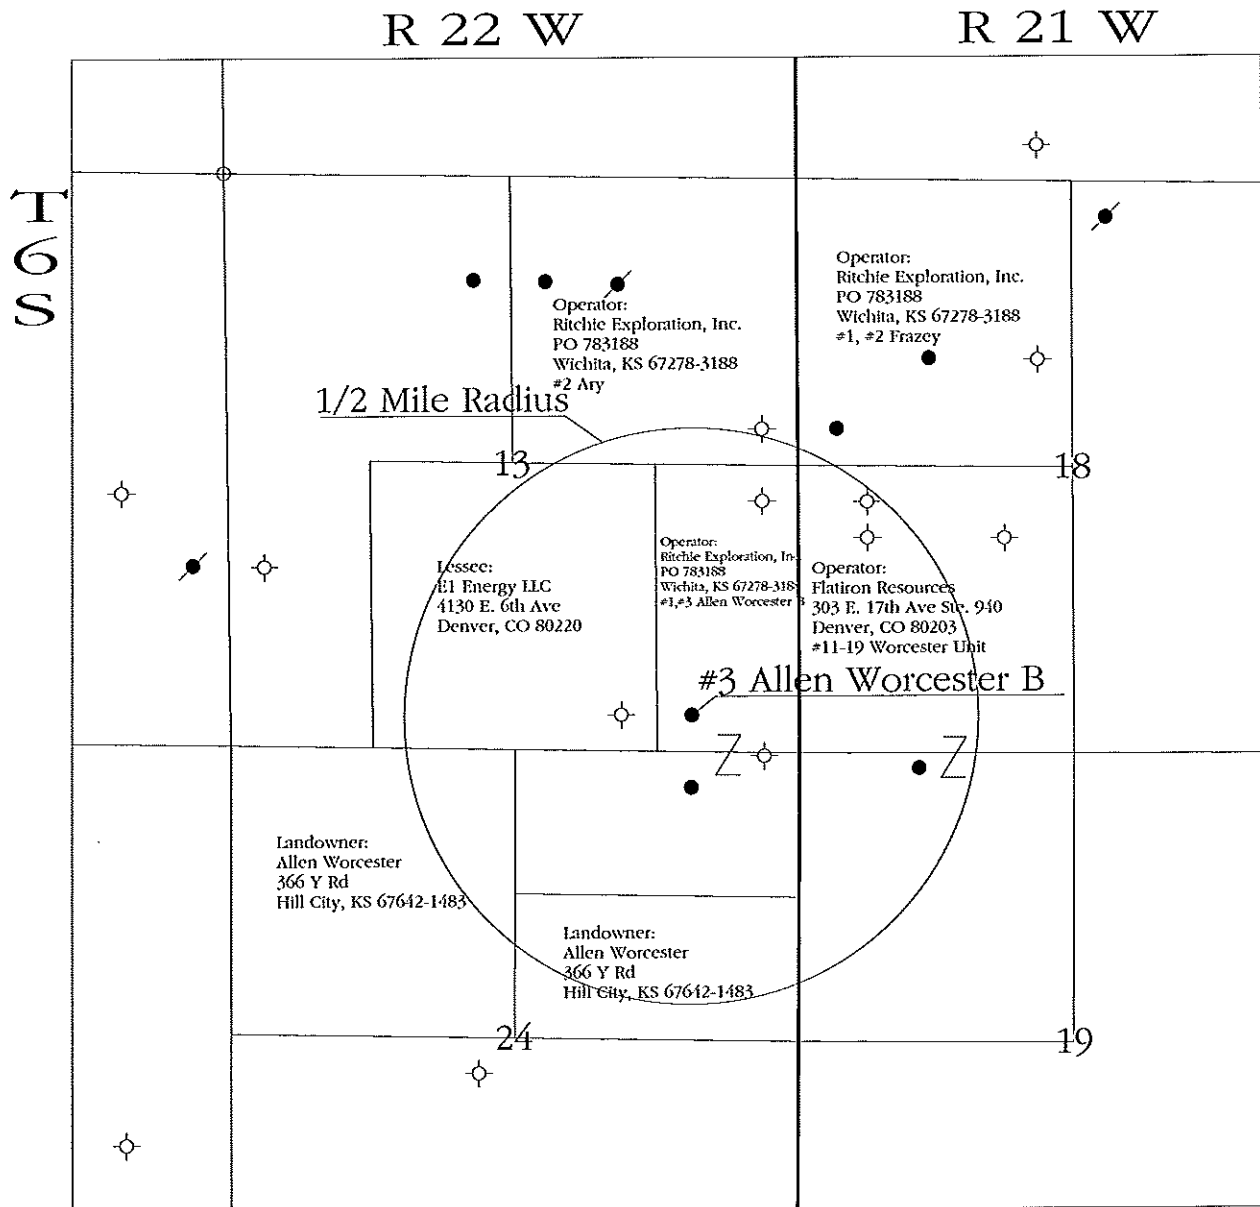 R 22 W
R 21 W
T
6
S
Operator:
Ritchie Exploration, Inc.
PO 783188
Wichita, KS 67278-3188
#1, #2 Frazey
Operator:
Ritchie Exploration, Inc.
PO 783188
Wichita, KS 67278-3188
#2 Ary
1/2 Mile Radius
13
18
Operator:
Ritchie Exploration, In
PO 783188
Wichita, KS 67278-318
#1,#3 Allen Worcester B
Lessee:
E1 Energy LLC
4130 E. 6th Ave
Denver, CO 80220
Operator:
Flatiron Resources
303 E. 17th Ave Ste. 940
Denver, CO 80203
#11-19 Worcester Unit
#3 Allen Worcester B
Z
Z
Landowner:
Allen Worcester
366 Y Rd
Hill City, KS 67642-1483
Landowner:
Allen Worcester
366 Y Rd
Hill City, KS 67642-1483
24
19